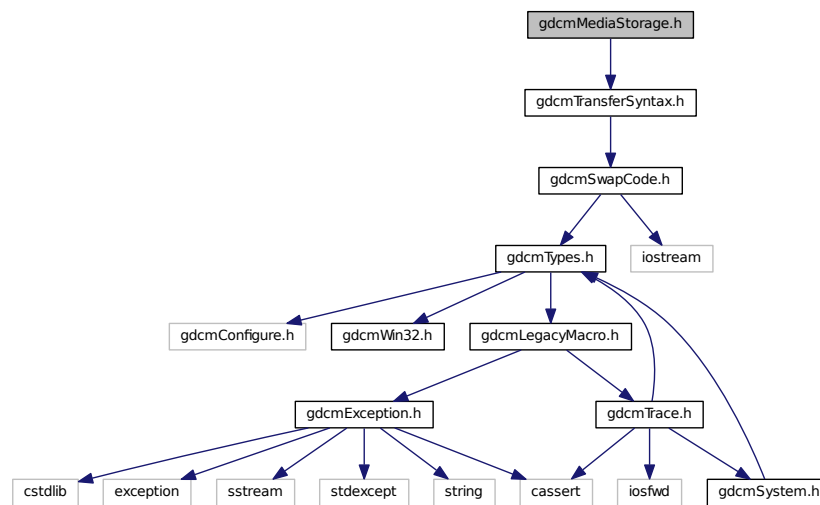 gdcmMediaStorage.h
gdcmTransferSyntax.h
gdcmSwapCode.h
gdcmTypes.h
iostream
gdcmConfigure.h
gdcmWin32.h
gdcmLegacyMacro.h
gdcmException.h
gdcmTrace.h
cstdlib
exception
sstream
stdexcept
string
cassert
iosfwd
gdcmSystem.h